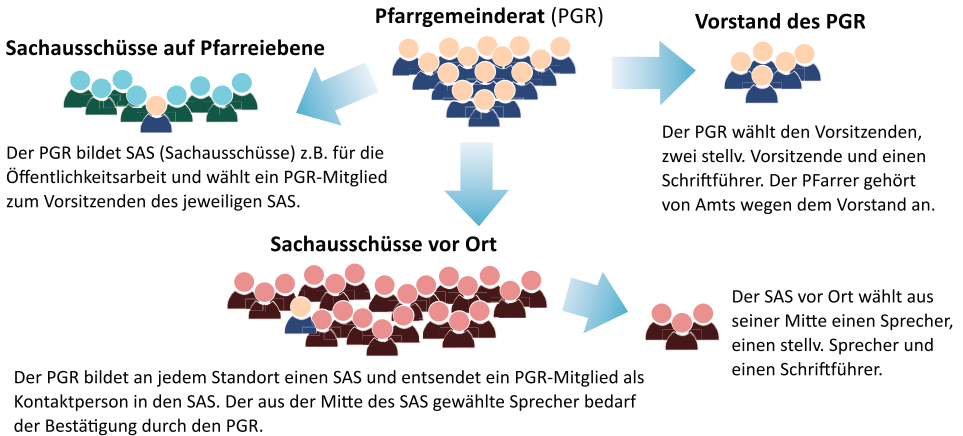 Pfarrgemeinderat (PGR)
Vorstand des PGR
Sachausschüsse auf Pfarreiebene
Der PGR wählt den Vorsitzenden,
zwei stellv. Vorsitzende und einen
Schriftführer. Der PFarrer gehört
von Amts wegen dem Vorstand an.
Der PGR bildet SAS (Sachausschüsse) z.B. für die
Öffentlichkeitsarbeit und wählt ein PGR-Mitglied
zum Vorsitzenden des jeweiligen SAS.
Sachausschüsse vor Ort
Der SAS vor Ort wählt aus
seiner Mitte einen Sprecher,
einen stellv. Sprecher und
einen Schriftführer.
Der PGR bildet an jedem Standort einen SAS und entsendet ein PGR-Mitglied als
Kontaktperson in den SAS. Der aus der Mitte des SAS gewählte Sprecher bedarf
der Bestätigung durch den PGR.